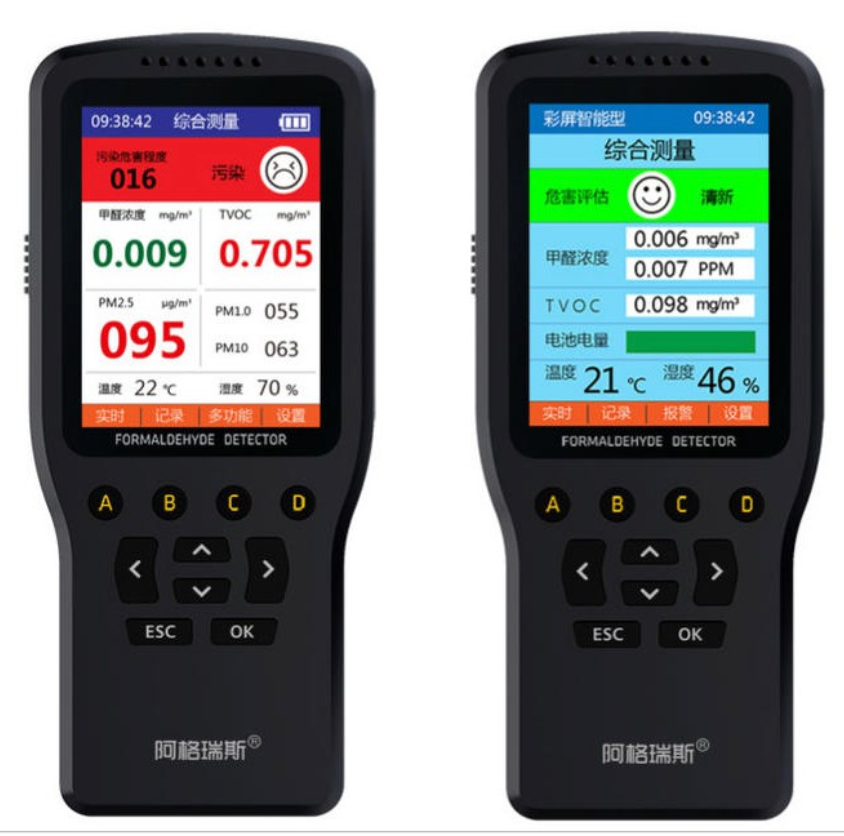 09:38:42 综合测量
污染危害程度
016 污染
甲醛浓度 mg/m³ TVOC mg/m³
0.009 0.705
PM2.5 μg/m³
095
PM1.0 055
PM10 063
温度 22 ℃ 湿度 70 %
实时 记录 多功能 设置
FORMALDEHYDE DETECTOR
A B C D
ESC OK
阿格瑞斯®
彩屏智能型 09:38:42
综合测量
危害评估 清新
甲醛浓度
0.006 mg/m³
0.007 PPM
TVOC 0.098 mg/m³
电池电量
温度 21 ℃ 湿度 46 %
实时 记录 报警 设置
FORMALDEHYDE DETECTOR
A B C D
ESC OK
阿格瑞斯®